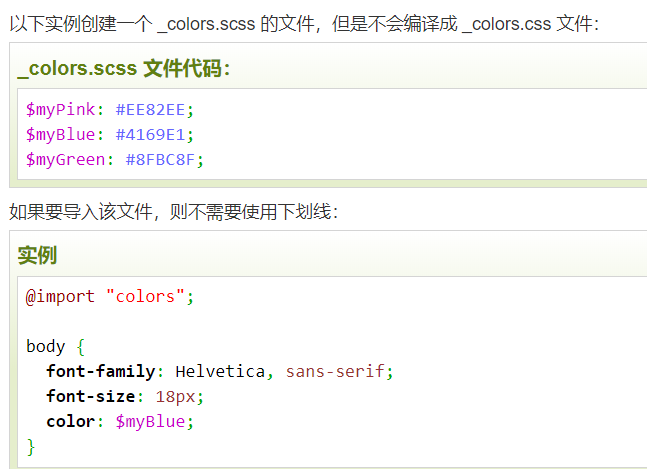 以下实例创建一个 _colors.scss 的文件，但是不会编译成 _colors.css 文件：
_colors.scss 文件代码：
$myPink: #EE82EE;
$myBlue: #4169E1;
$myGreen: #8FBC8F;
如果要导入该文件，则不需要使用下划线：
实例
@import "colors";
body {
  font-family: Helvetica, sans-serif;
  font-size: 18px;
  color: $myBlue;
}